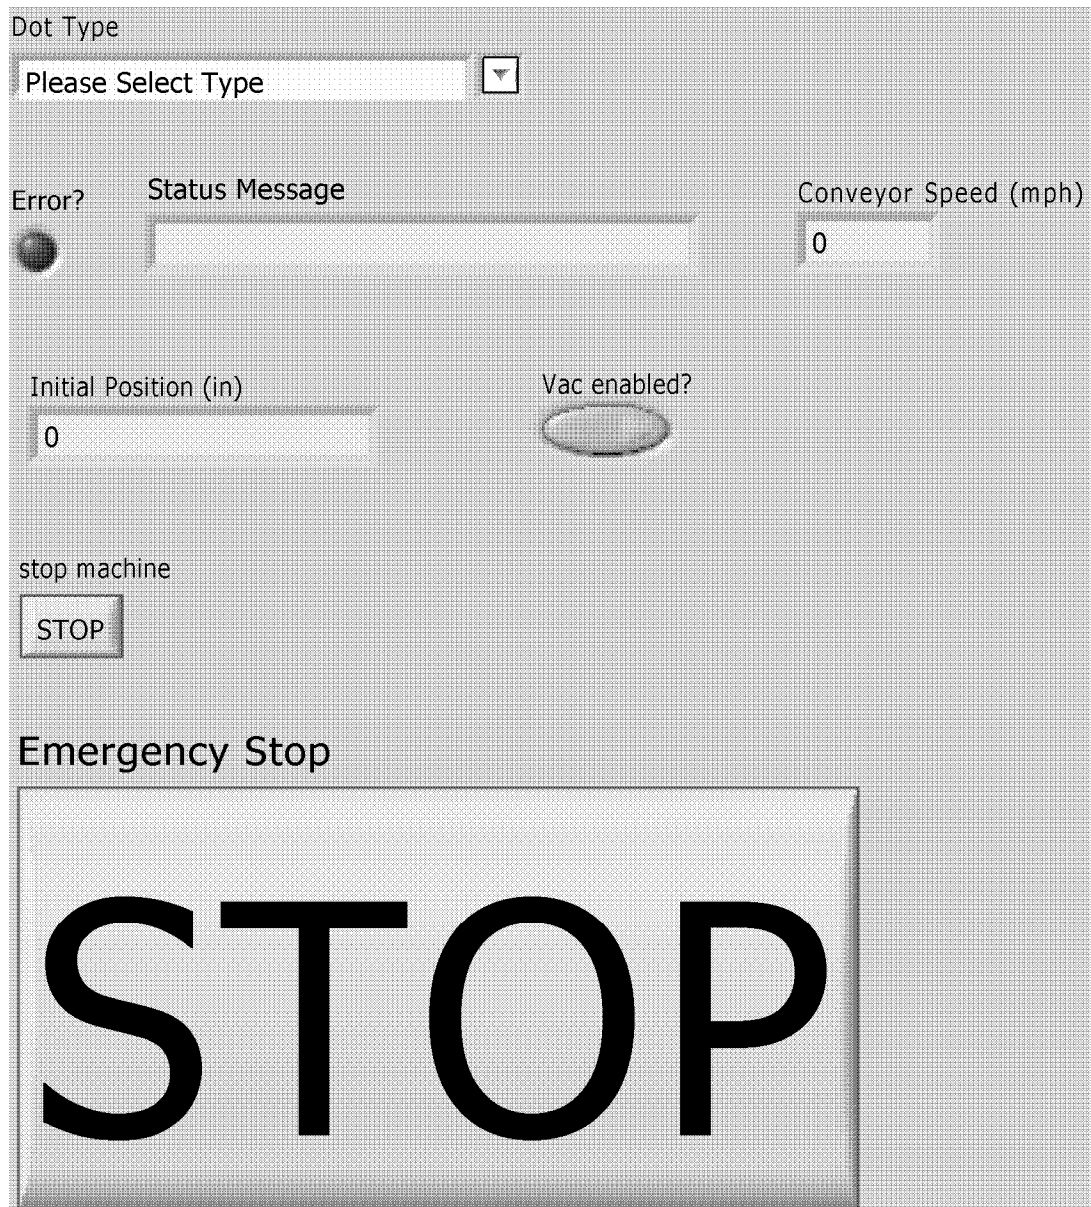 Dot Type
Please Select Type
Error?
Status Message
Conveyor Speed (mph)
0
Initial Position (in)
Vac enabled?
0
stop machine
STOP
Emergency Stop
STOP